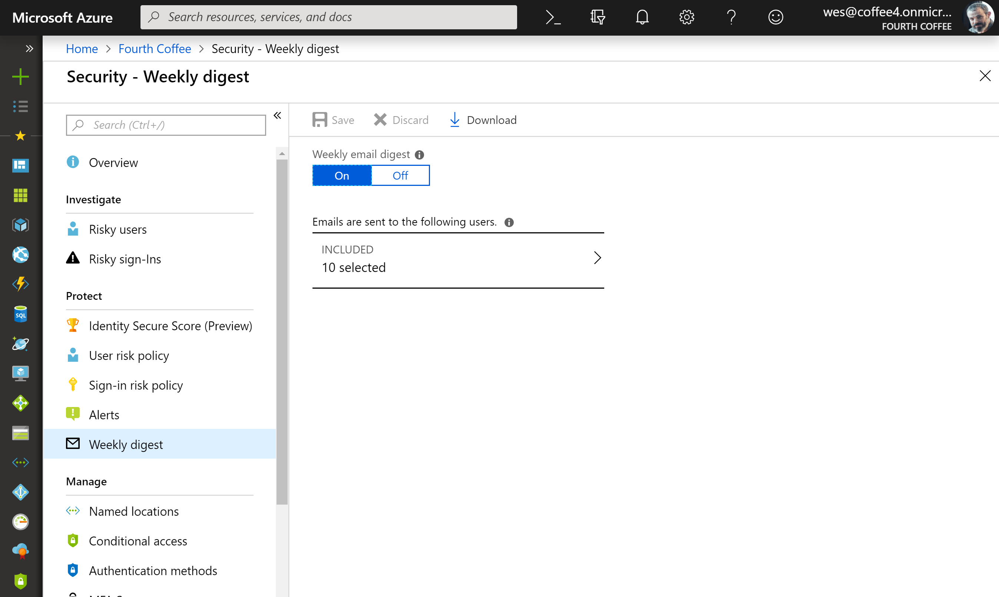 Microsoft Azure
Search resources, services, and docs
wes@coffee4.onmicr...
FOURTH COFFEE
Home > Fourth Coffee > Security - Weekly digest
Security - Weekly digest
Search (Ctrl+/)
Overview
Investigate
Risky users
Risky sign-Ins
Protect
Identity Secure Score (Preview)
User risk policy
Sign-in risk policy
Alerts
Weekly digest
Manage
Named locations
Conditional access
Authentication methods
Save
Discard
Download
Weekly email digest
On
Off
Emails are sent to the following users.
INCLUDED
10 selected
SQL